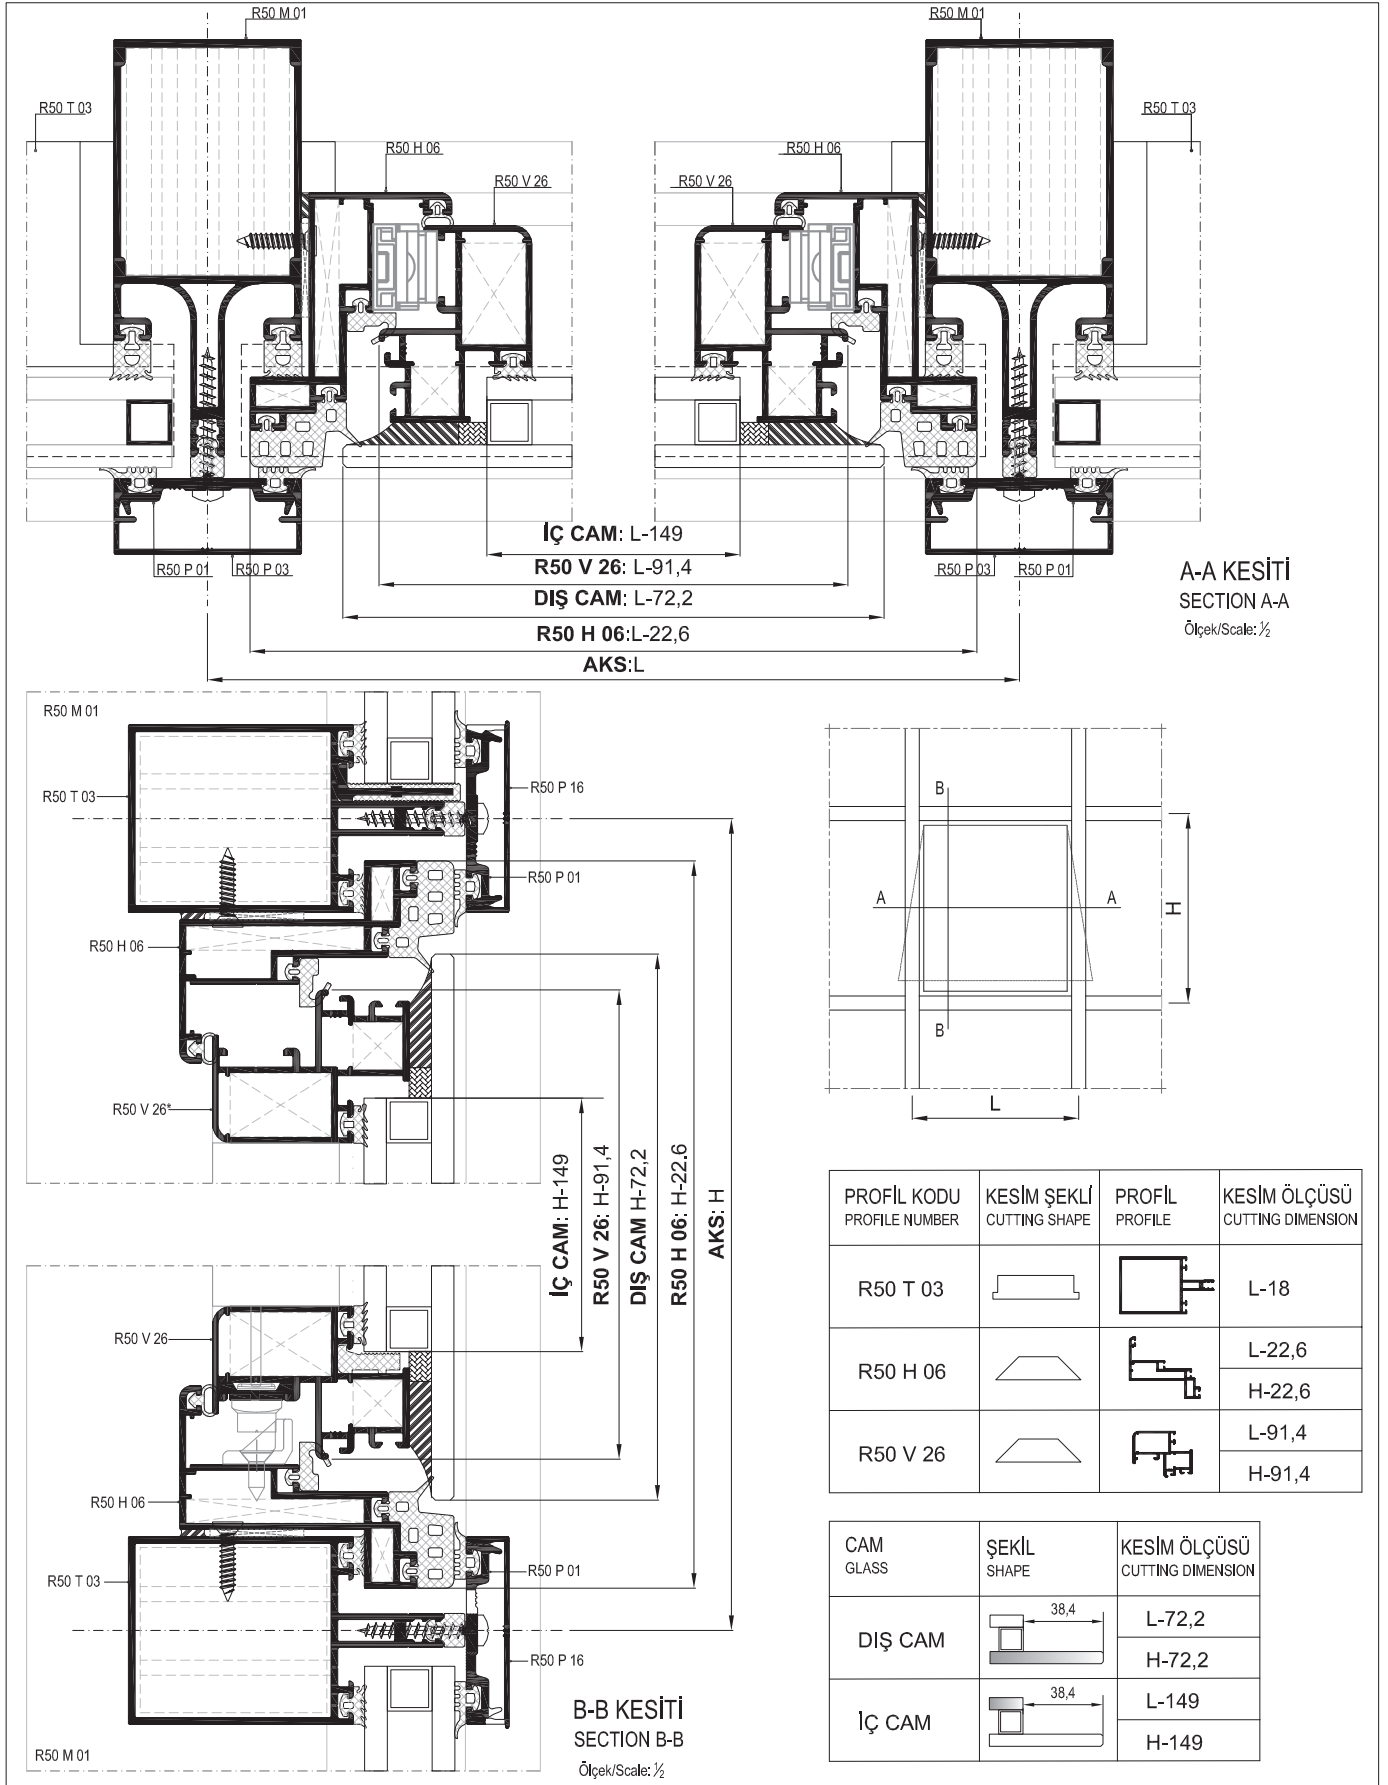 R50 M 01
R50 M 01
R50 T 03
R50 T 03
R50 H 06
R50 H 06
R50 V 26
R50 V 26
İÇ CAM: L-149
R50 V 26: L-91,4
DIŞ CAM: L-72,2
R50 H 06:L-22,6
AKS:L
R50 P 01
R50 P 03
R50 P 03
R50 P 01
A-A KESİTİ
SECTION A-A
Ölçek/Scale: ½
R50 M 01
R50 T 03
R50 P 16
R50 P 01
R50 H 06
R50 V 26*
İÇ CAM: H-149
R50 V 26: H-91,4
DIŞ CAM H-72,2
R50 H 06: H-22.6
AKS: H
R50 V 26
R50 H 06
R50 T 03
R50 P 01
R50 P 16
R50 M 01
B-B KESİTİ
SECTION B-B
Ölçek/Scale: ½
B
A
A
H
B
L
PROFİL KODU
PROFILE NUMBER
KESİM ŞEKLİ
CUTTING SHAPE
PROFİL
PROFILE
KESİM ÖLÇÜSÜ
CUTTING DIMENSION
R50 T 03
L-18
R50 H 06
L-22,6
H-22,6
R50 V 26
L-91,4
H-91,4
CAM
GLASS
ŞEKİL
SHAPE
KESİM ÖLÇÜSÜ
CUTTING DIMENSION
DIŞ CAM
38,4
L-72,2
H-72,2
İÇ CAM
38,4
L-149
H-149